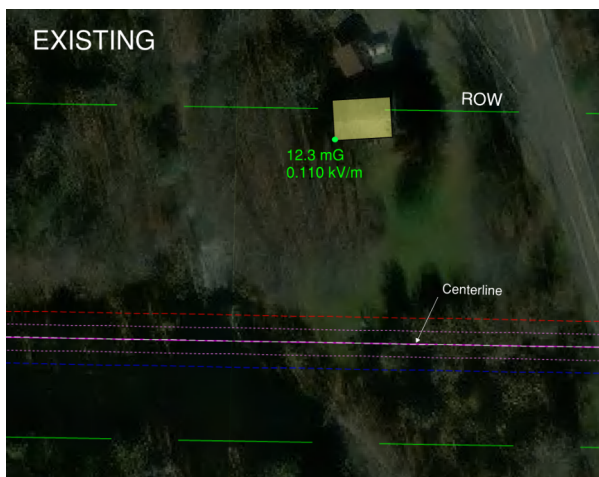 EXISTING
ROW
12.3 mG
0.110 kV/m
Centerline